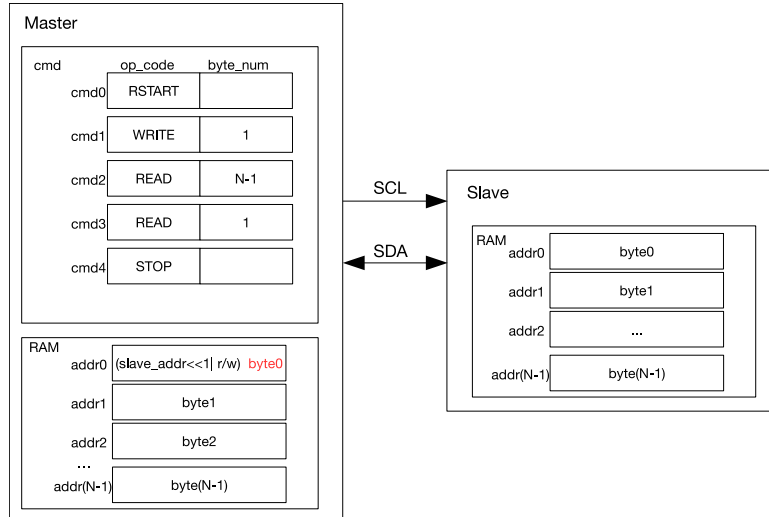 Master
cmd op_code byte_num
cmd0 RSTART
cmd1 WRITE 1
cmd2 READ N-1
cmd3 READ 1
cmd4 STOP
RAM
addr0 (slave_addr<<1| r/w) byte0
addr1 byte1
addr2 byte2
...
addr(N-1) byte(N-1)
SCL
SDA
Slave
RAM
addr0 byte0
addr1 byte1
addr2 ...
addr(N-1) byte(N-1)